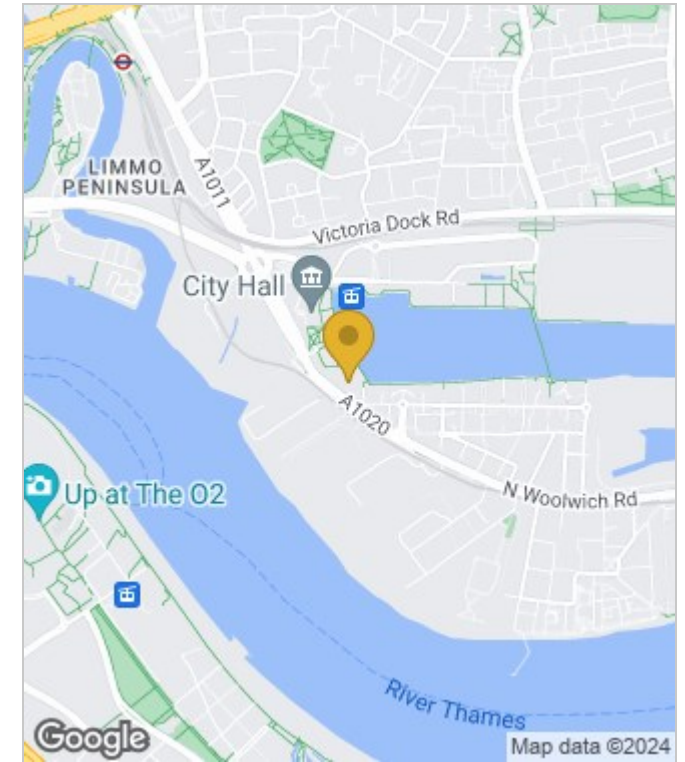 LIMMO
PENINSULA
A1011
Victoria Dock Rd
City Hall
A1020
Up at The O2
N Woolwich Rd
River Thames
Google
Map data ©2024